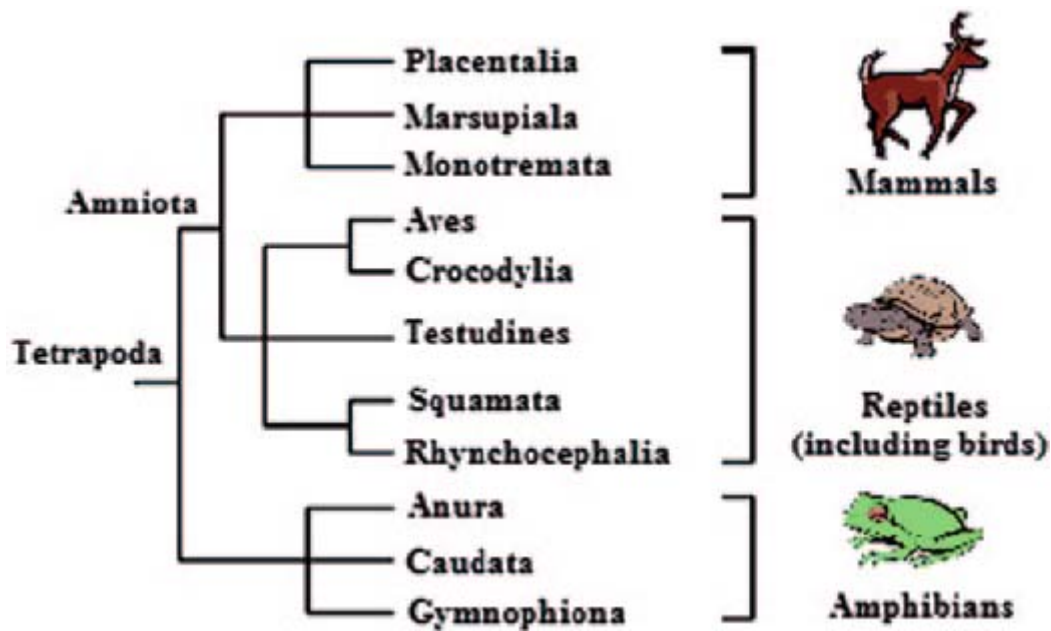 Placentalia
Marsupiala
Monotremata
Mammals
Amniota
Aves
Crocodylia
Testudines
Tetrapoda
Squamata
Rhynchocephalia
Reptiles
(including birds)
Anura
Caudata
Gymnophiona
Amphibians